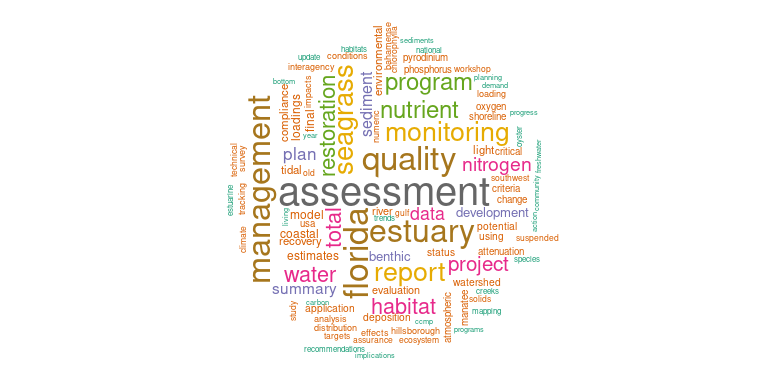 sediments
national
habitats
update
conditions
interagency
bottom
environmental
bahamense
chlorophylla
pyrodinium
phosphorus
workshop
planning
demand
loading
program
seagrass
sediment
restoration
compliance
loadings
impacts
final
year
nutrient
oxygen
shoreline
progress
numeric
monitoring
management
plan
quality
light
critical
oyster
nitrogen
freshwater
technical
survey
tidal
old
southwest
assessment
criteria
change
community
estuarine
tracking
living
model
usa
total
river
gulf
trends
data
development
action
florida
estuary
potential
using
suspended
climate
coastal
recovery
estimates
benthic
status
attenuation
species
water
report
project
watershed
summary
evaluation
creeks
solids
manatee
carbon
study
application
habitat
atmospheric
mapping
analysis
deposition
ccmp
distribution
effects
hillsborough
programs
targets
assurance
ecosystem
recommendations
implications